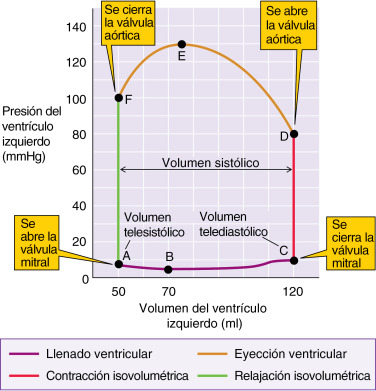 Se cierra
la válvula
aórtica
Se abre
la válvula
aórtica
Presión del
ventrículo
izquierdo
(mmHg)
140
120
100
80
60
40
20
0
E
F
D
Volumen sistólico
Volumen
telesistólico
Volumen
telediastólico
A
B
C
Se
abre la
válvula
mitral
Se
cierra la
válvula
mitral
50
70
120
Volumen del ventrículo
izquierdo (ml)
Llenado ventricular
Eyección ventricular
Contracción isovolumétrica
Relajación isovolumétrica